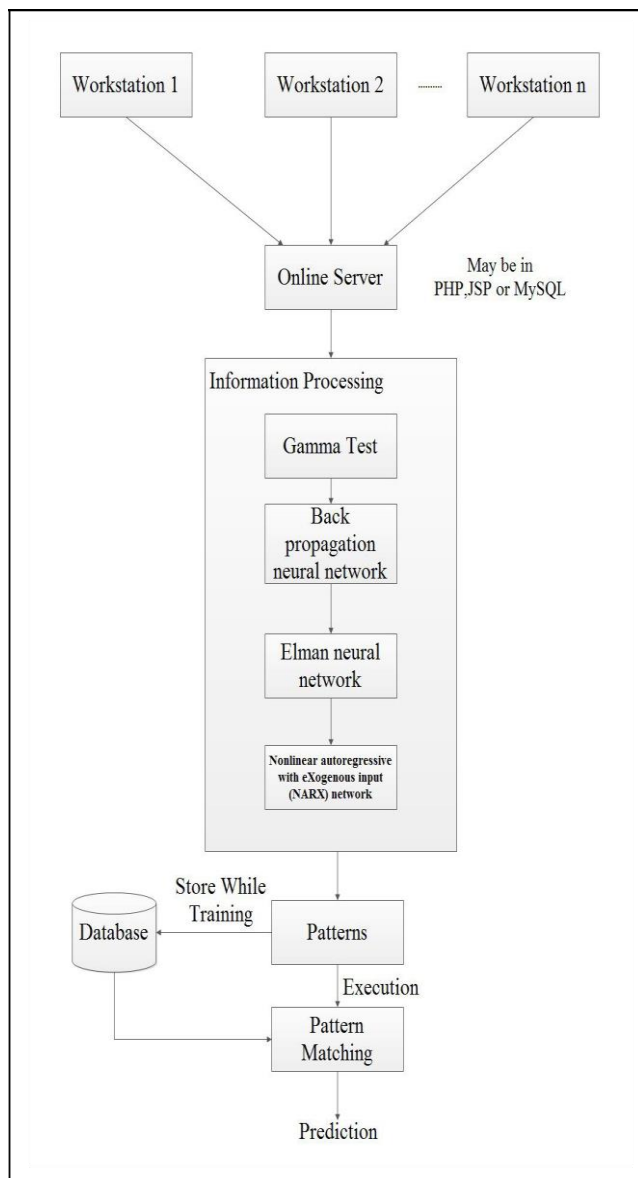 Workstation 1
Workstation 2
..........
Workstation n
Online Server
May be in
PHP,JSP or MySQL
Information Processing
Gamma Test
Back
propagation
neural network
Elman neural
network
Nonlinear autoregressive
with eXogenous input
(NARX) network
Store While
Training
Database
Patterns
Execution
Pattern
Matching
Prediction